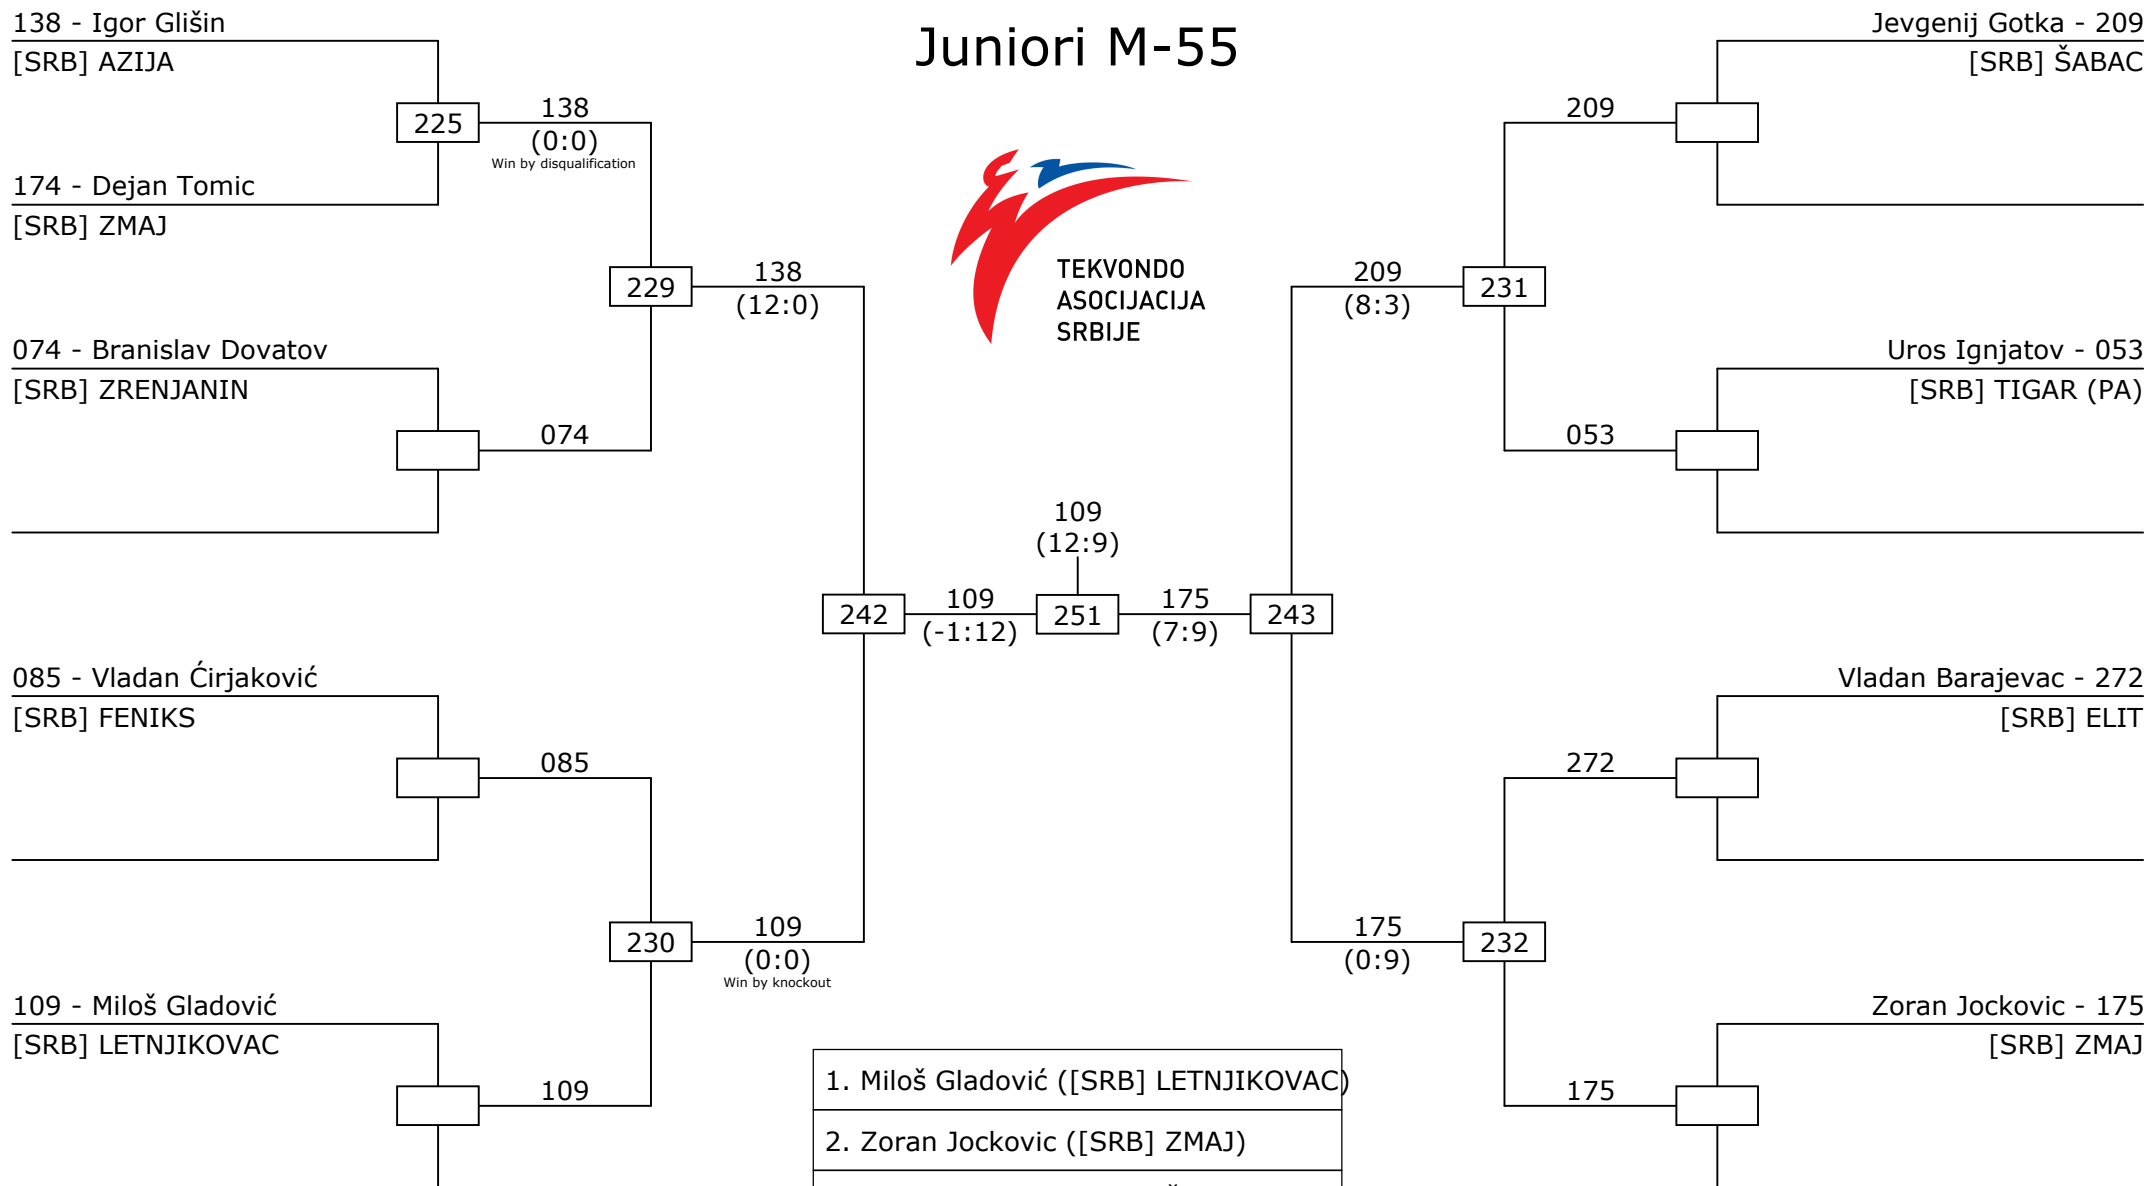 Juniori M-55
TEKVONDO
ASOCIJACIJA
SRBIJE
138 - Igor Glišin
[SRB] AZIJA
225
138
(0:0)
Win by disqualification
174 - Dejan Tomic
[SRB] ZMAJ
229
138
(12:0)
074 - Branislav Dovatov
[SRB] ZRENJANIN
074
085 - Vladan Ćirjaković
[SRB] FENIKS
085
230
109
(0:0)
Win by knockout
109 - Miloš Gladović
[SRB] LETNJIKOVAC
109
242
109
(-1:12)
109
(12:9)
251
175
(7:9)
243
Jevgenij Gotka - 209
[SRB] ŠABAC
209
209
(8:3)
231
Uros Ignjatov - 053
[SRB] TIGAR (PA)
053
Vladan Barajevac - 272
[SRB] ELIT
272
175
(0:9)
232
Zoran Jockovic - 175
[SRB] ZMAJ
175
1. Miloš Gladović ([SRB] LETNJIKOVAC)
2. Zoran Jockovic ([SRB] ZMAJ)